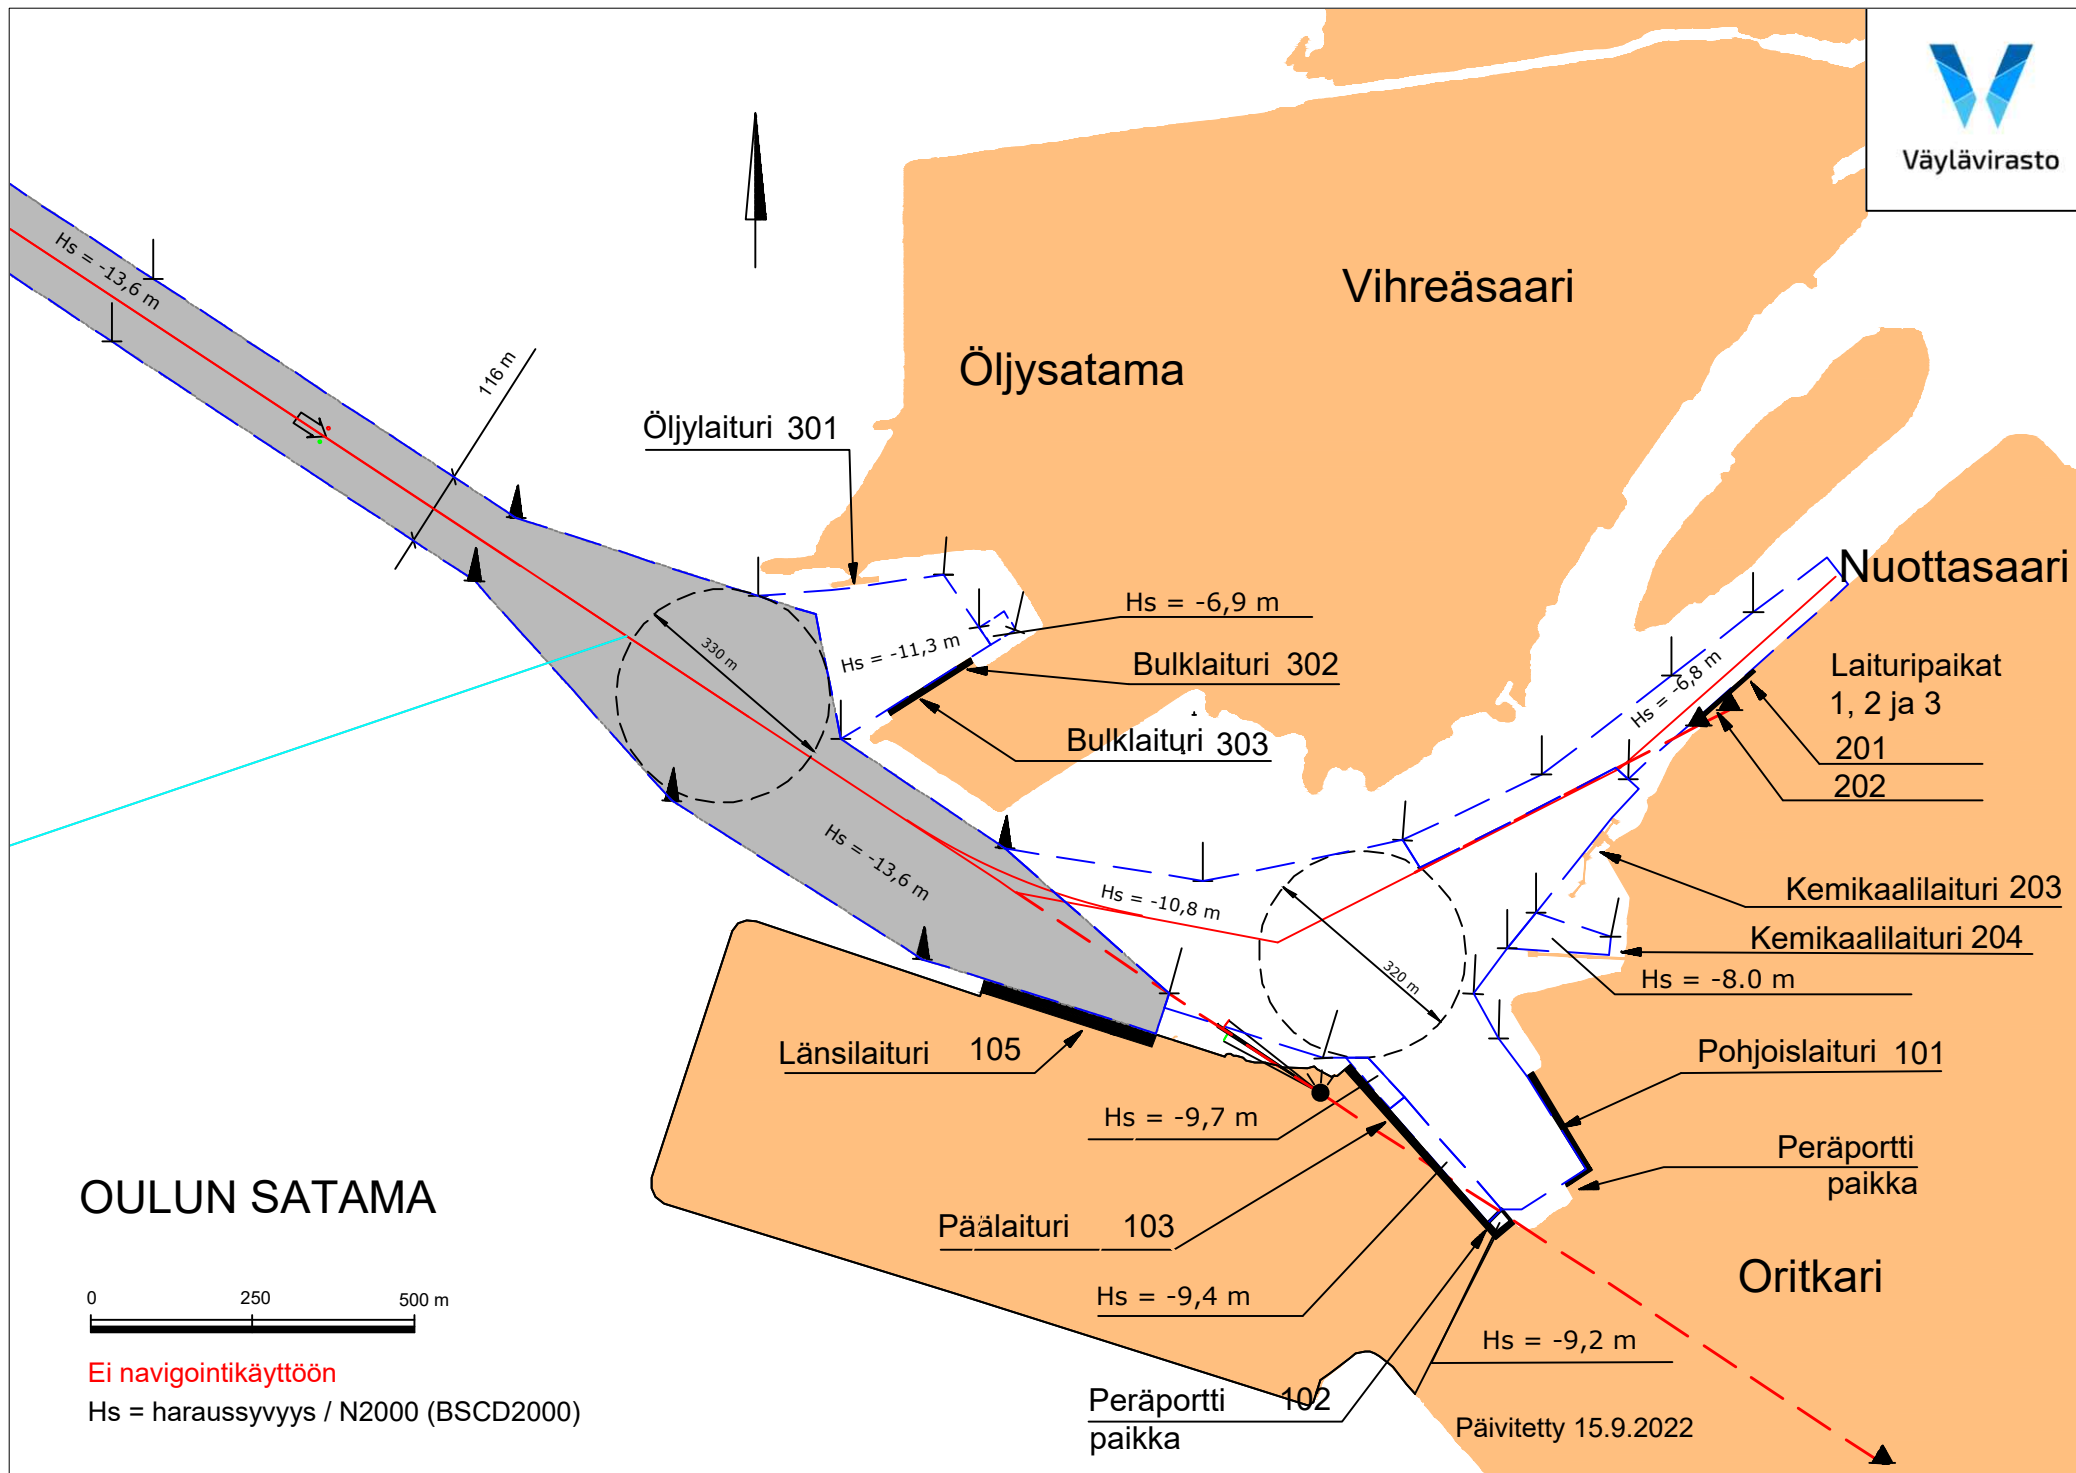 Väylävirasto
Hs = -13,6 m
Vihreäsaari
116 m
Öljysatama
Öljylaituri 301
Nuottasaari
Hs = -6,9 m
330 m
Hs = -11,3 m
Bulklaituri 302
Hs = -6,8 m
Laituripaikat
1, 2 ja 3
Bulklaituri 303
201
202
Hs = -13,6 m
Hs = -10,8 m
Kemikaalilaituri 203
Kemikaalilaituri 204
320 m
Hs = -8.0 m
Länsilaituri 105
Pohjoislaituri 101
Hs = -9,7 m
Peräportti
paikka
OULUN SATAMA
Päälaituri 103
Oritkari
Hs = -9,4 m
0 250 500 m
Hs = -9,2 m
Ei navigointikäyttöön
Hs = haraussyvyys / N2000 (BSCD2000)
Peräportti 102
paikka
Päivitetty 15.9.2022